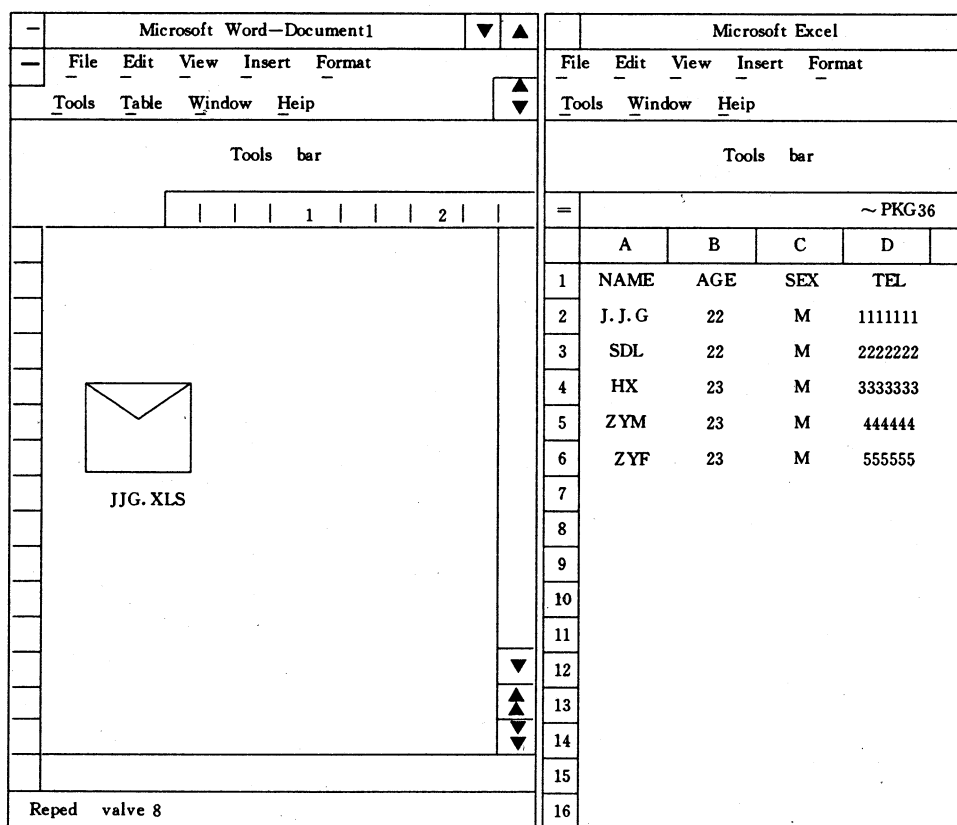 Microsoft Word—Document1
File Edit View Insert Format
Tools Table Window Heip
Tools bar
1 2
JJG.XLS
Reped valve 8
Microsoft Excel
File Edit View Insert Format
Tools Window Heip
Tools bar
= ~PKG36
A B C D
1 NAME AGE SEX TEL
2 J.J.G 22 M 1111111
3 SDL 22 M 2222222
4 HX 23 M 3333333
5 ZYM 23 M 444444
6 ZYF 23 M 555555
7
8
9
10
11
12
13
14
15
16